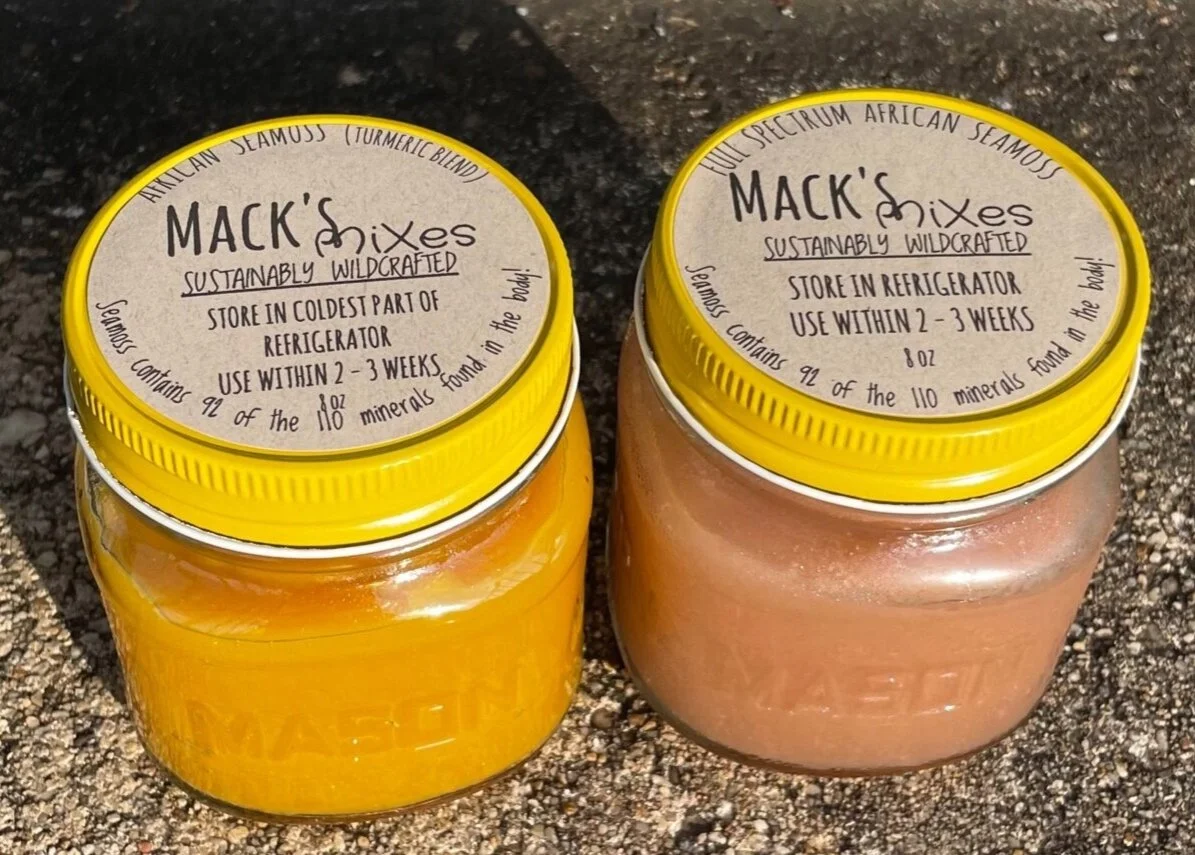 AFRICAN SEAMOSS (TURMERIC BLEND)
MACK'S MiXes
SUSTAINABLY WILDCRAFTED
STORE IN COLDEST PART OF
REFRIGERATOR
USE WITHIN 2 - 3 WEEKS
8 OZ
Seamoss contains 92 of the 110 minerals found in the body!
MASON
FULL SPECTRUM AFRICAN SEAMOSS
MACK'S MiXes
SUSTAINABLY WILDCRAFTED
STORE IN REFRIGERATOR
USE WITHIN 2 - 3 WEEKS
8 OZ
Seamoss contains 92 of the 110 minerals found in the body!
MASON